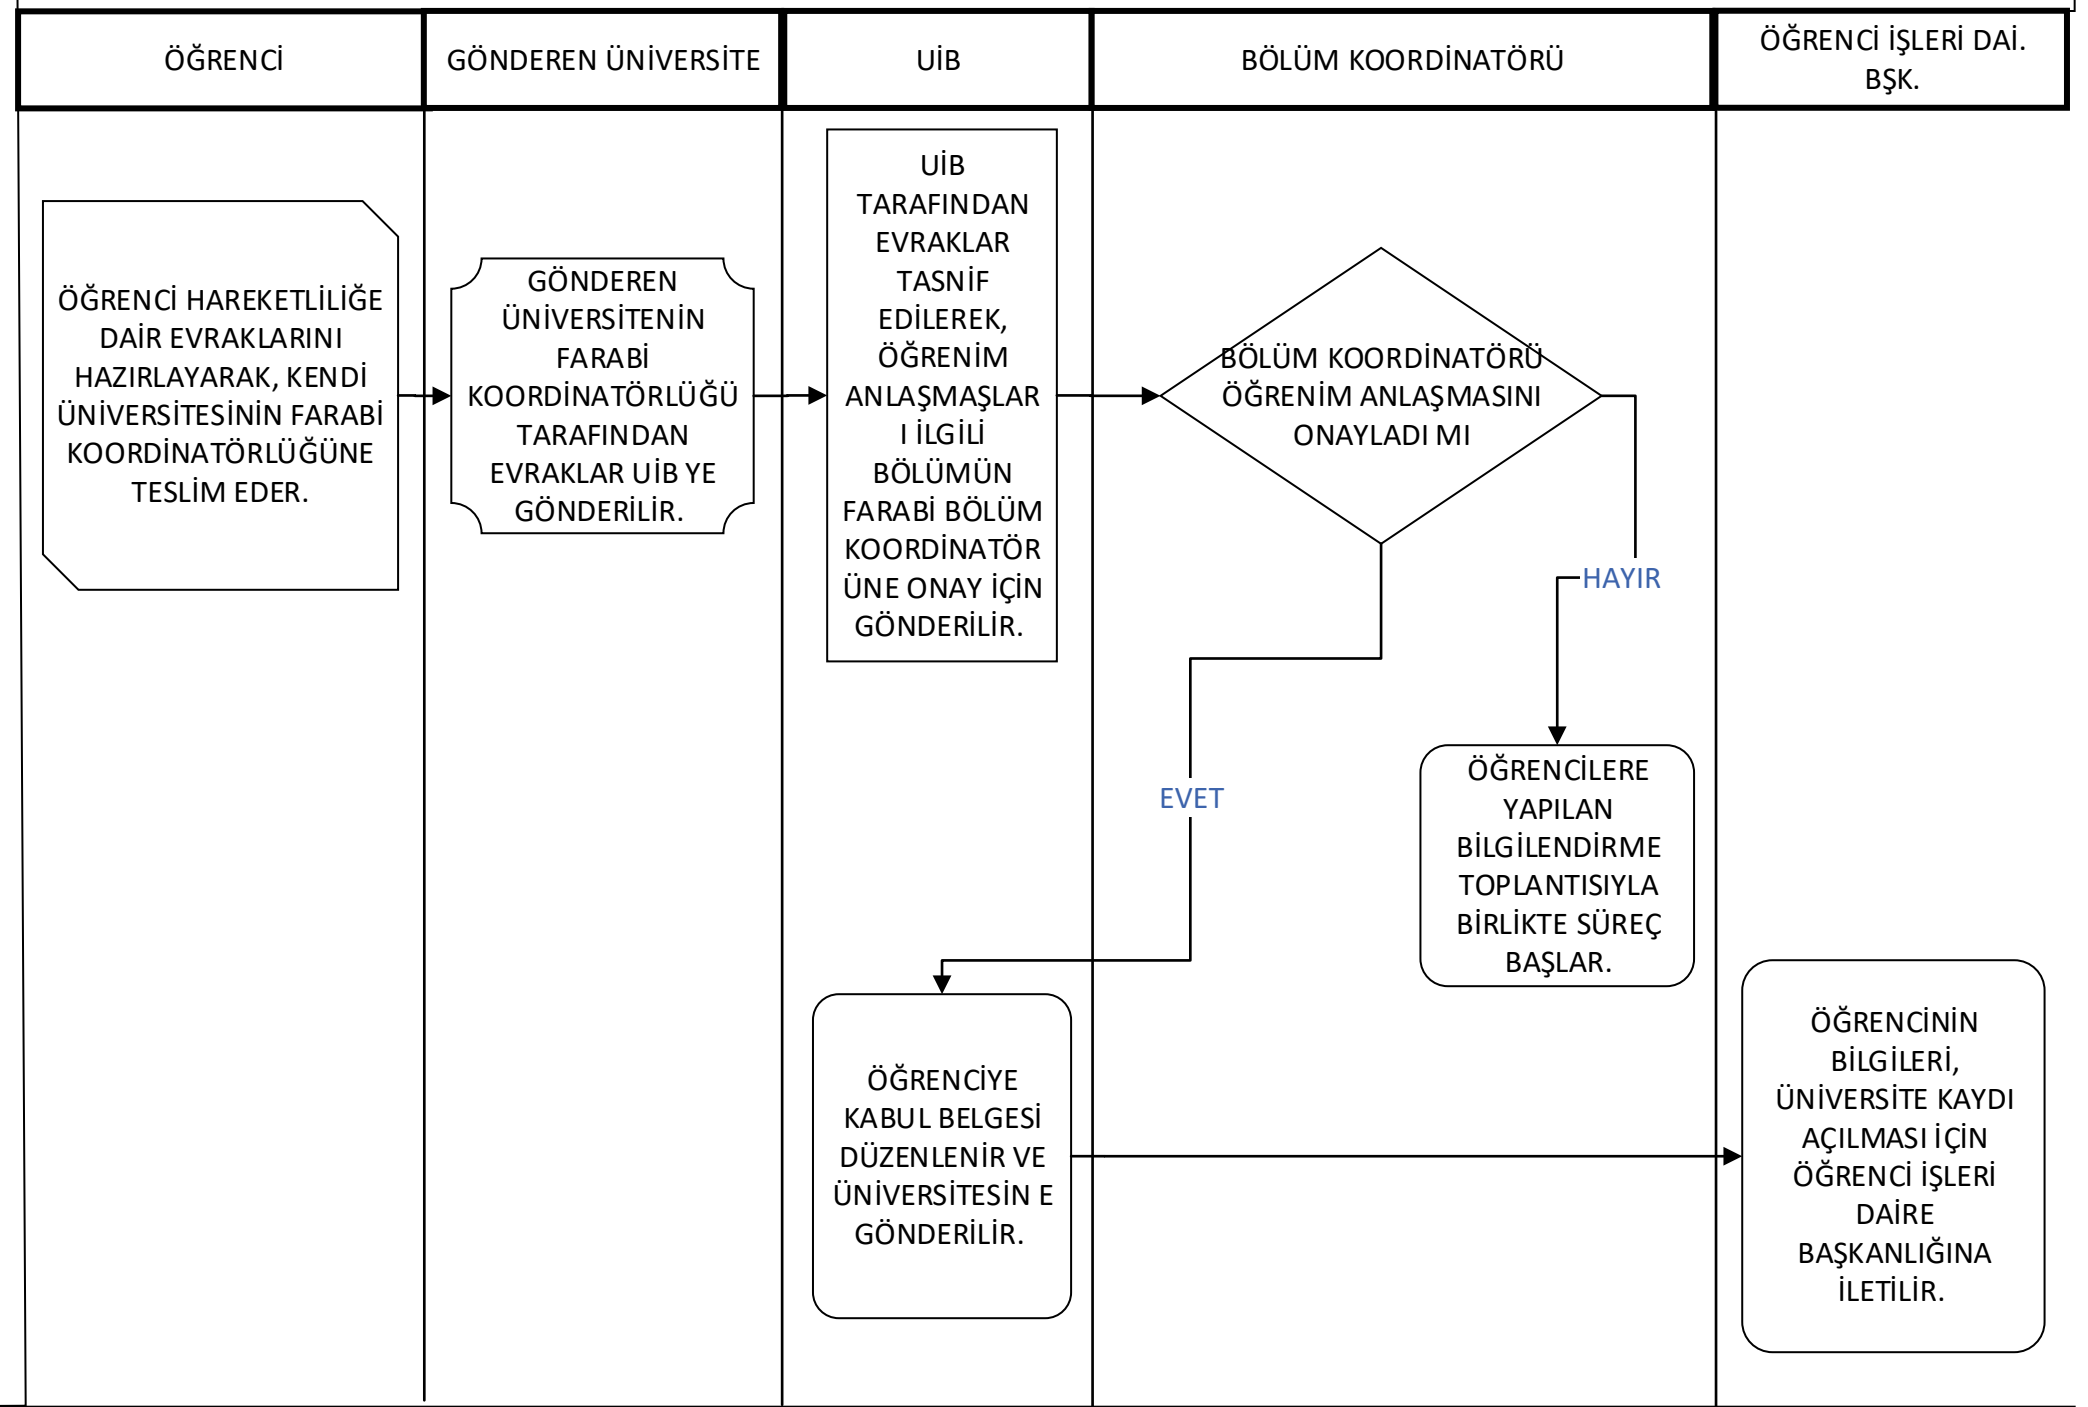 ÖĞRENCİ
GÖNDEREN ÜNİVERSİTE
UİB
BÖLÜM KOORDİNATÖRÜ
ÖĞRENCİ İŞLERİ DAİ.
BŞK.
ÖĞRENCİ HAREKETLİLİĞE
DAİR EVRAKLARINI
HAZIRLAYARAK, KENDİ
ÜNİVERSİTESİNİN FARABİ
KOORDİNATÖRLÜĞÜNE
TESLİM EDER.
GÖNDEREN
ÜNİVERSİTENİN
FARABİ
KOORDİNATÖRLÜĞÜ
TARAFINDAN
EVRAKLAR UİB YE
GÖNDERİLİR.
UİB
TARAFINDAN
EVRAKLAR
TASNİF
EDİLEREK,
ÖĞRENİM
ANLAŞMAŞLAR
I İLGİLİ
BÖLÜMÜN
FARABİ BÖLÜM
KOORDİNATÖR
ÜNE ONAY İÇİN
GÖNDERİLİR.
BÖLÜM KOORDİNATÖRÜ
ÖĞRENİM ANLAŞMASINI
ONAYLADI MI
HAYIR
EVET
ÖĞRENCİLERE
YAPILAN
BİLGİLENDİRME
TOPLANTISIYLA
BİRLİKTE SÜREÇ
BAŞLAR.
ÖĞRENCİYE
KABUL BELGESİ
DÜZENLENİR VE
ÜNİVERSİTESİN E
GÖNDERİLİR.
ÖĞRENCİNİN
BİLGİLERİ,
ÜNİVERSİTE KAYDI
AÇILMASI İÇİN
ÖĞRENCİ İŞLERİ
DAİRE
BAŞKANLIĞINA
İLETİLİR.